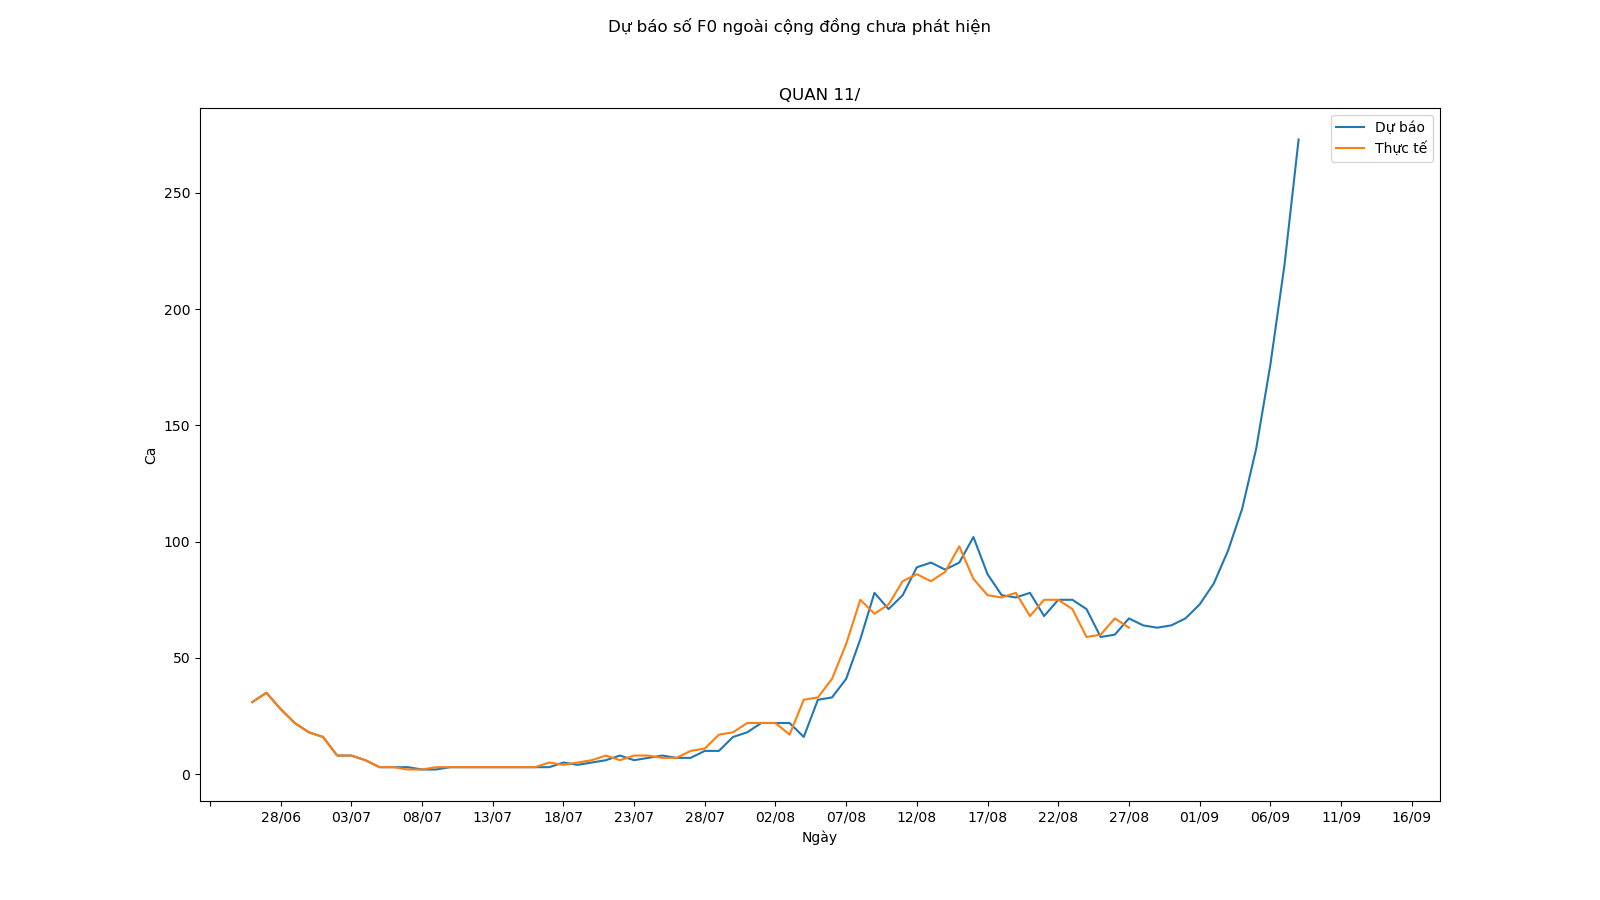 Dự báo số F0 ngoài cộng đồng chưa phát hiện
QUAN 11/
Dự báo
Thực tế
250
200
150
100
50
0
Ca
28/06 03/07 08/07 13/07 18/07 23/07 28/07 02/08 07/08 12/08 17/08 22/08 27/08 01/09 06/09 11/09 16/09
Ngày